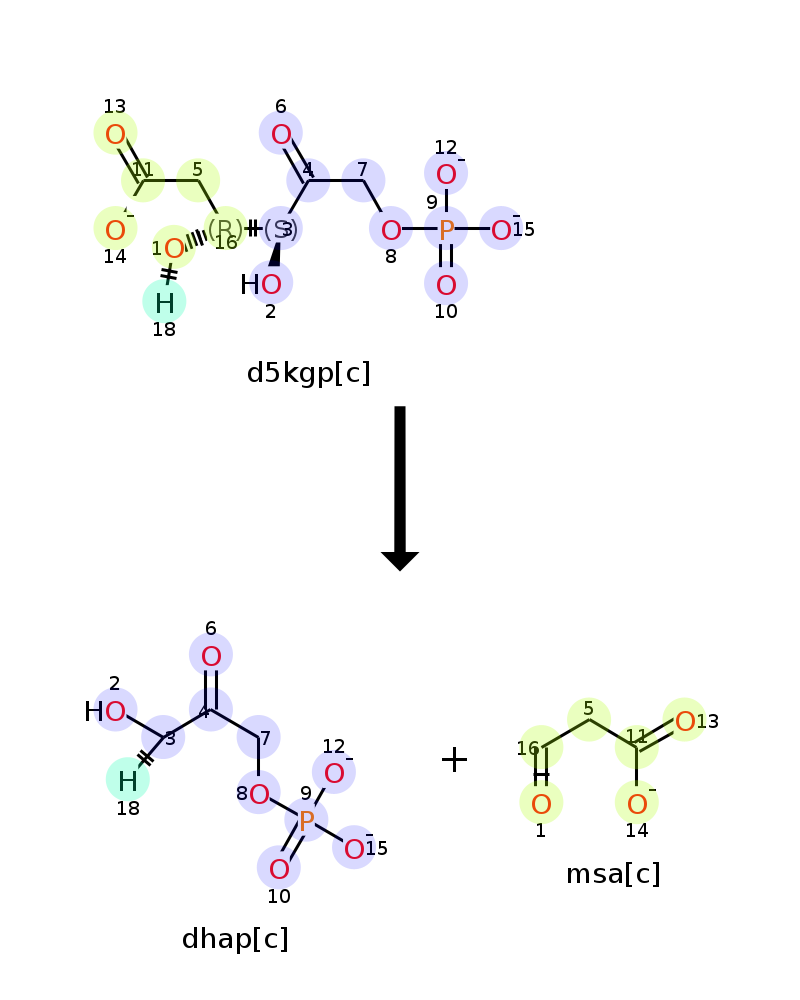 13 6
O O 12
11 5 4 7 O-
9
O- (R) (S) 3 O P O- 15
14 1 O 16 8
HO O
H 2 10
18
d5kgp[c]
6
O
2
HO 4 5 O 13
3 7 12 16 11
H O-
18 8 O 9 + O O-
P 1 14
O- 15
O
10
msa[c]
dhap[c]